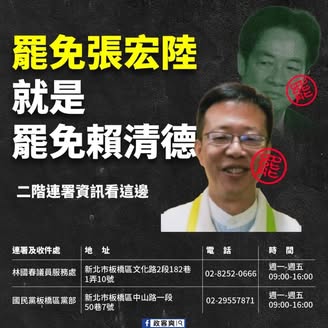 罷免張宏陸
就是
罷免賴清德
罷
罷
二階連署資訊看這邊
連署及收件處 地 址 電 話 時 間
林國春議員服務處 新北市板橋區文化路2段182巷1弄10號 02-8252-0666 週一-週五 09:00-16:00
國民黨板橋區黨部 新北市板橋區中山路一段50巷7號 02-29557871 週一-週五 09:00-16:00
政客爽